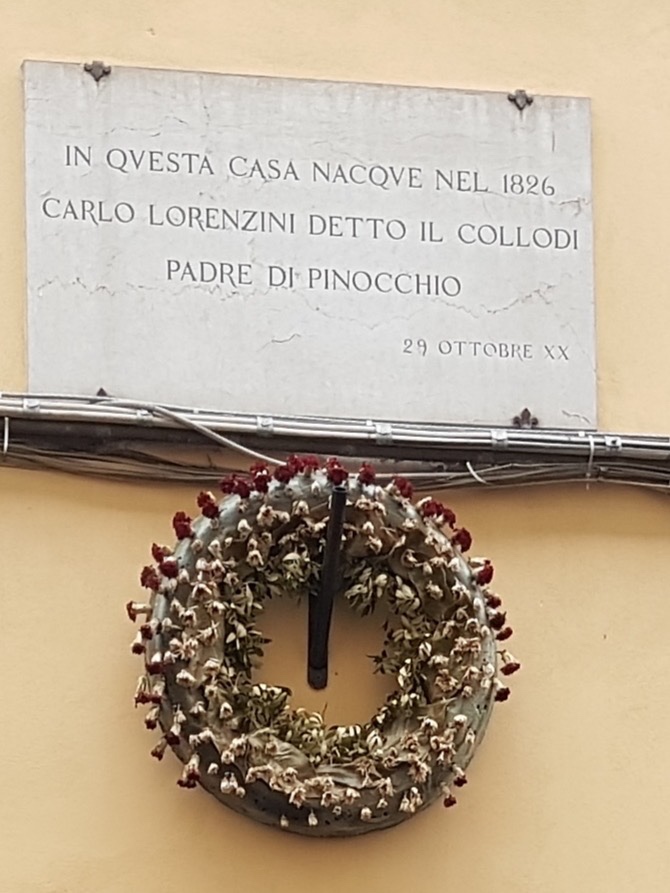 IN QVESTA CASA NACQVE NEL 1826
CARLO LORENZINI DETTO IL COLLODI
PADRE DI PINOCCHIO
29 OTTOBRE XX